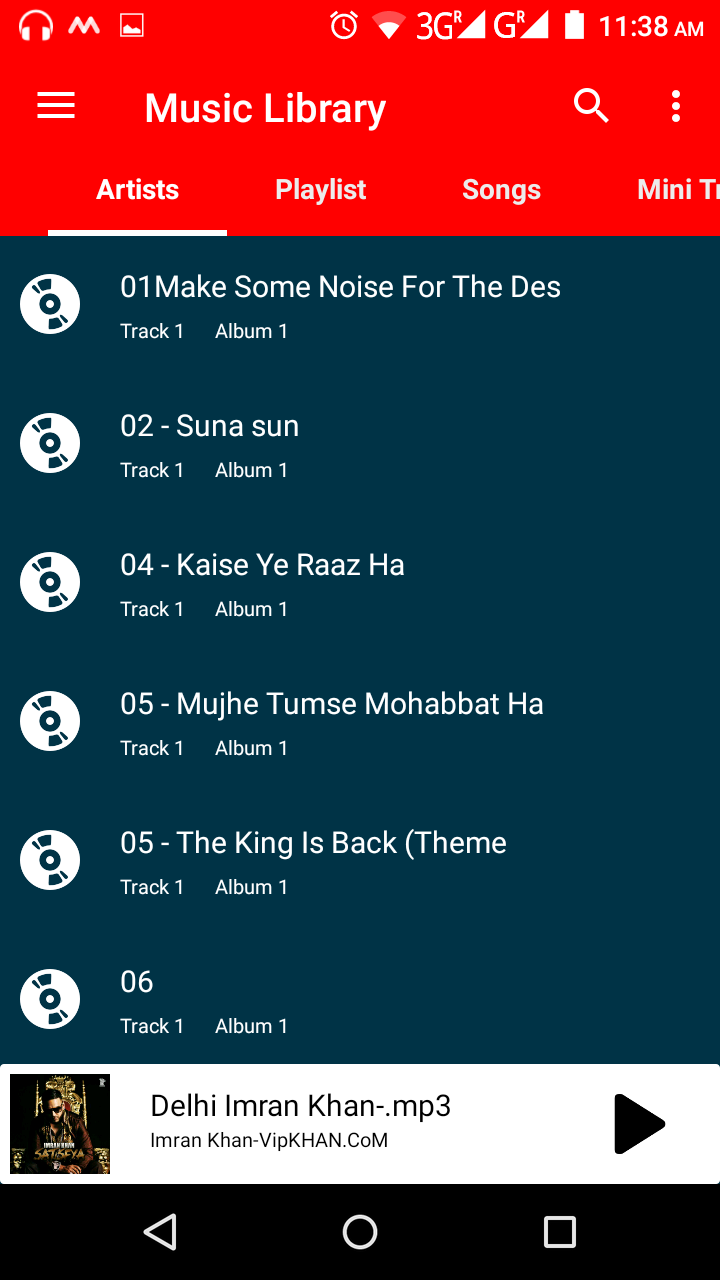 3G R G R 11:38 AM
Music Library
Artists Playlist Songs Mini Tr
01Make Some Noise For The Des
Track 1 Album 1
02 - Suna sun
Track 1 Album 1
04 - Kaise Ye Raaz Ha
Track 1 Album 1
05 - Mujhe Tumse Mohabbat Ha
Track 1 Album 1
05 - The King Is Back (Theme
Track 1 Album 1
06
Track 1 Album 1
Delhi Imran Khan-.mp3
Imran Khan-VipKHAN.CoM
IMRAN KHAN
SATISFYA